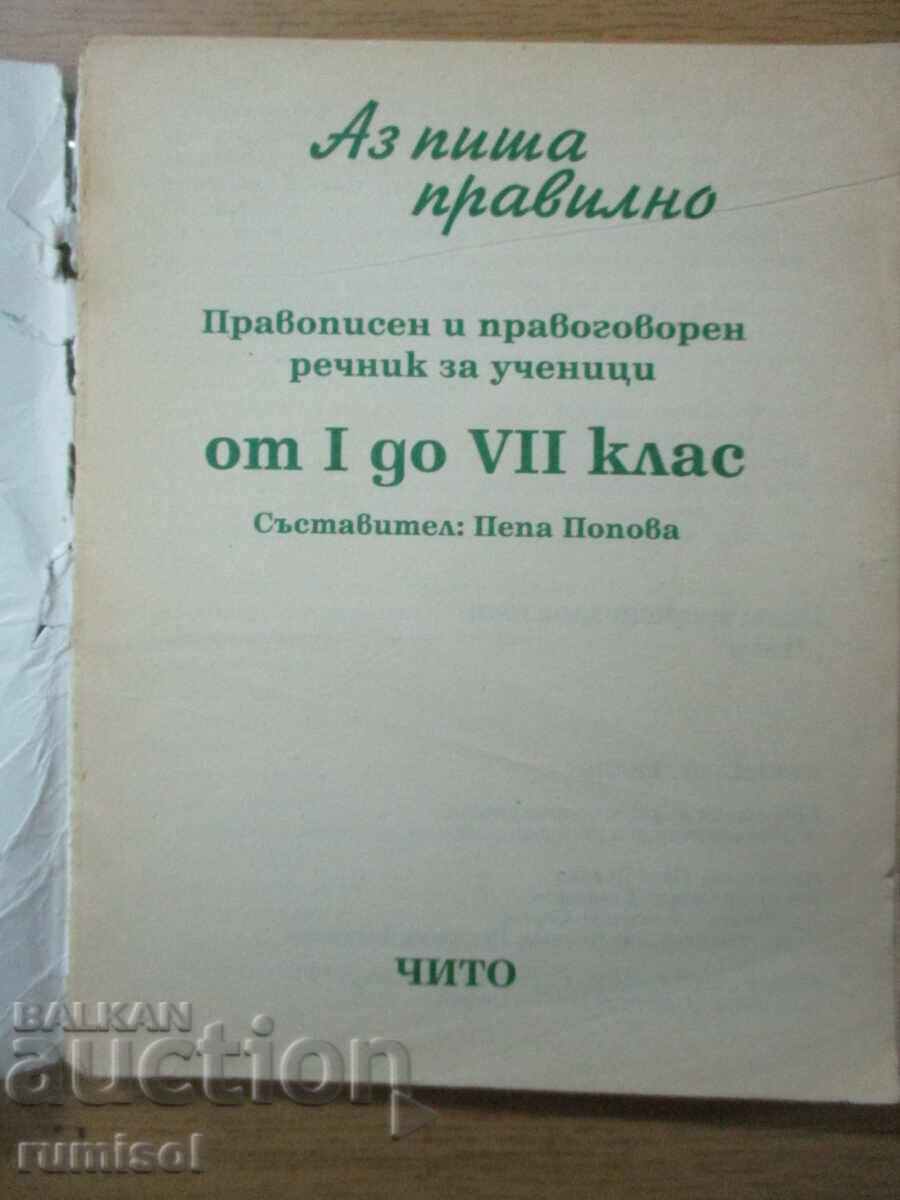 Аз пиша
правилно
Правописен и правоговорен
речник за ученици
от I до VII клас
Съставител: Пепа Попова
ЧИТО
BALKAN
auction
rumisol